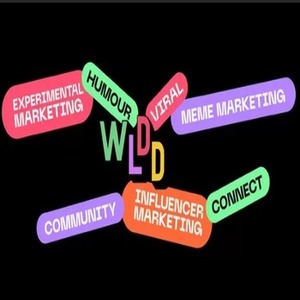 EXPERIMENTAL
MARKETING
HUMOUR
VIRAL
MEME MARKETING
WLDD
COMMUNITY
INFLUENCER
MARKETING
CONNECT